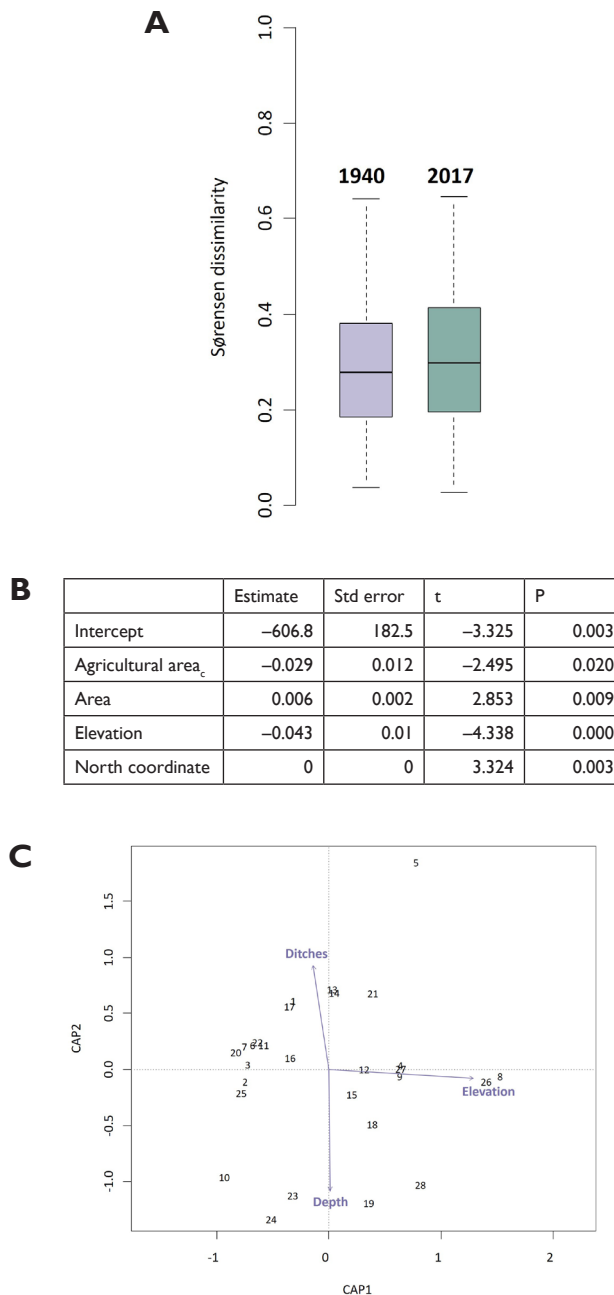 A
1.0
0.8
0.6
0.4
0.2
0.0
Sørensen dissimilarity
1940 2017
B
Estimate Std error t P
Intercept –606.8 182.5 –3.325 0.003
Agricultural area_c –0.029 0.012 –2.495 0.020
Area 0.006 0.002 2.853 0.009
Elevation –0.043 0.01 –4.338 0.000
North coordinate 0 0 3.324 0.003
C
CAP2
1.5
1.0
0.5
0.0
-0.5
-1.0
5
Ditches
13
14
21
1
17
22
7 6 11
20
16
3
4
12 27
9
8
26
Elevation
2
25
15
18
10
28
23
Depth
19
24
-1 0 1 2
CAP1